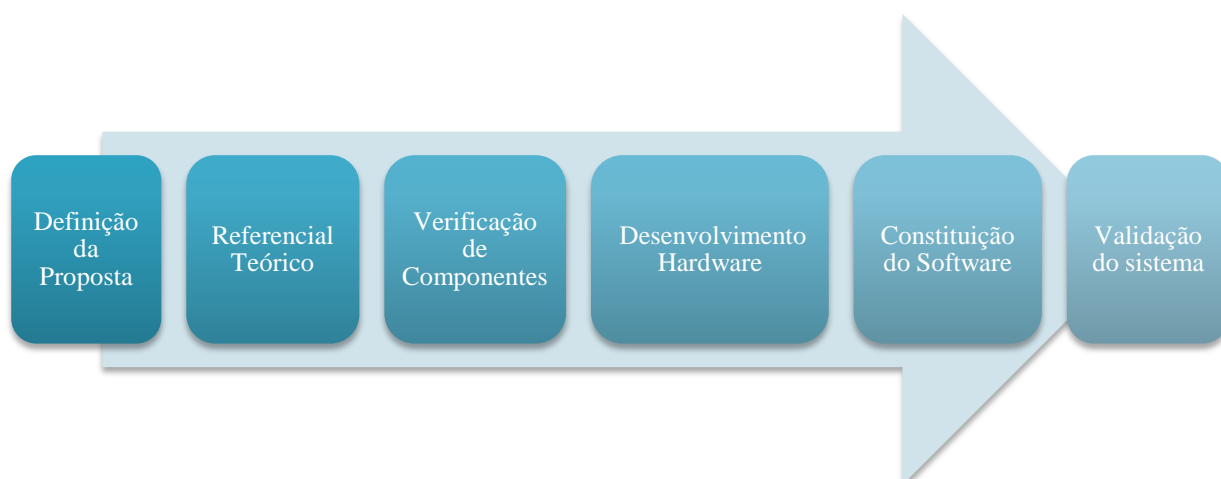 Definição
da
Proposta
Referencial
Teórico
Verificação
de
Componentes
Desenvolvimento
Hardware
Constituição
do Software
Validação
do sistema